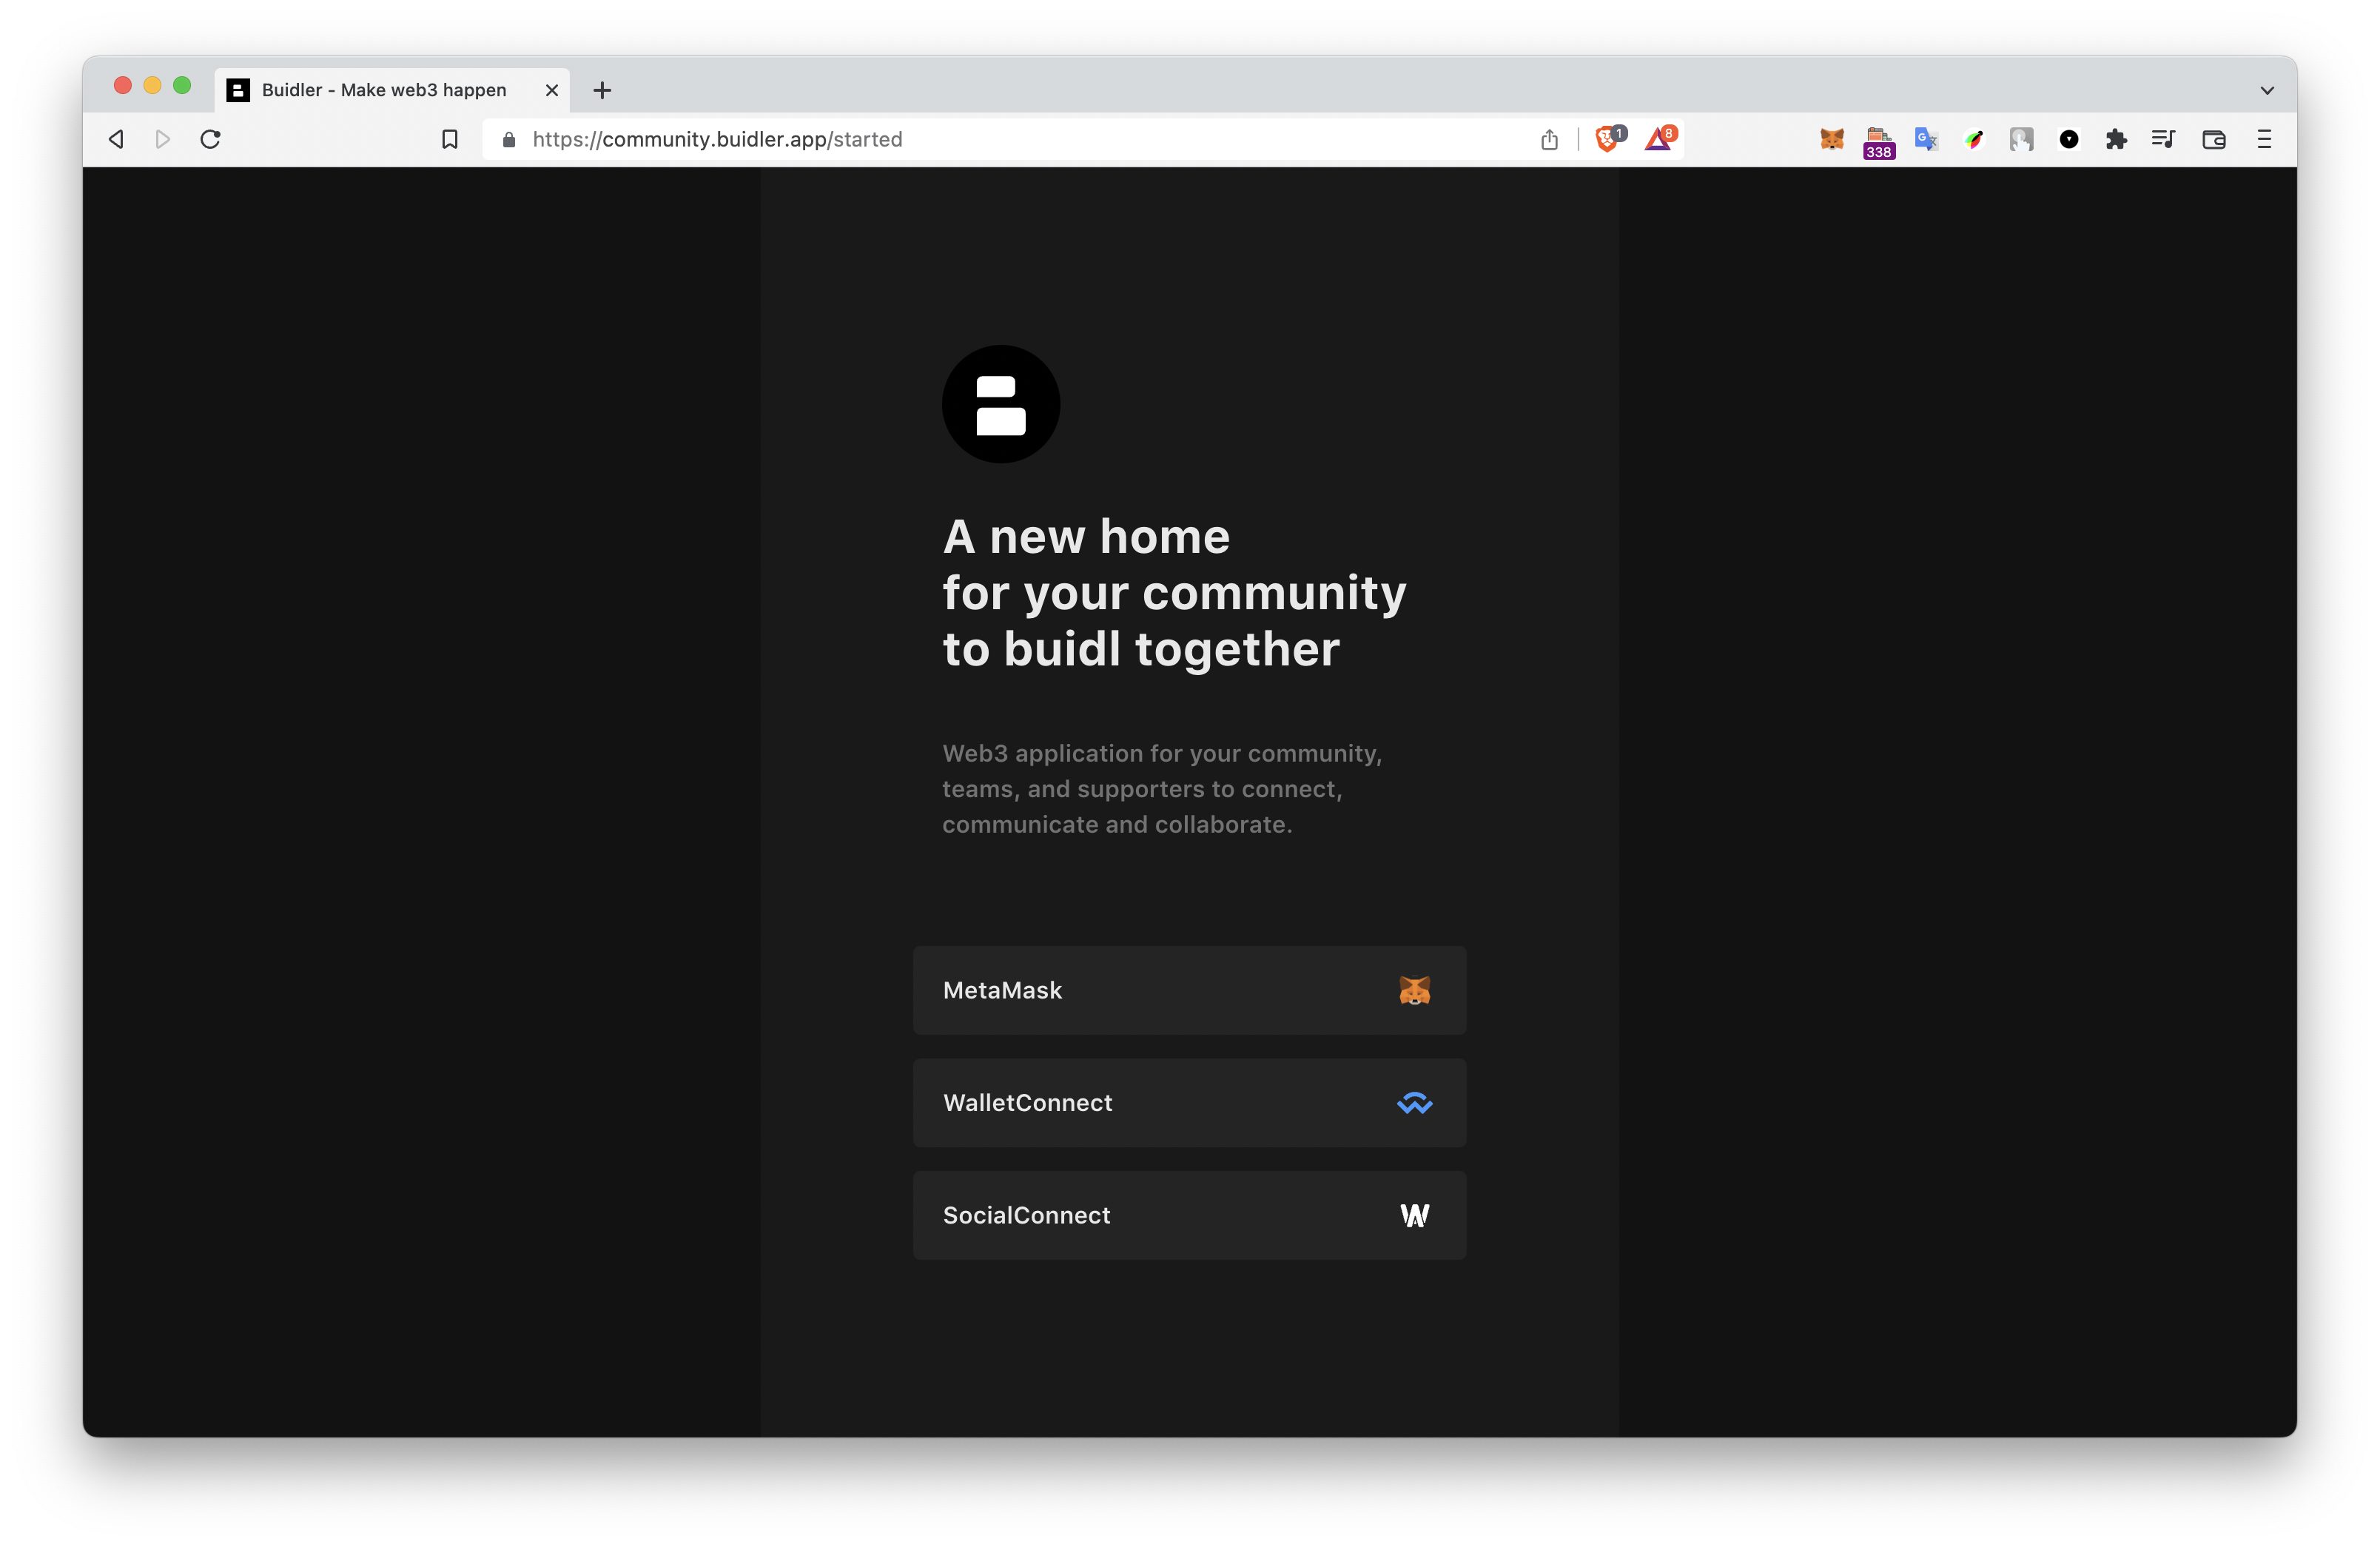 Buidler - Make web3 happen
https://community.buidler.app/started
1
8
338
A new home
for your community
to buidl together
Web3 application for your community,
teams, and supporters to connect,
communicate and collaborate.
MetaMask
WalletConnect
SocialConnect